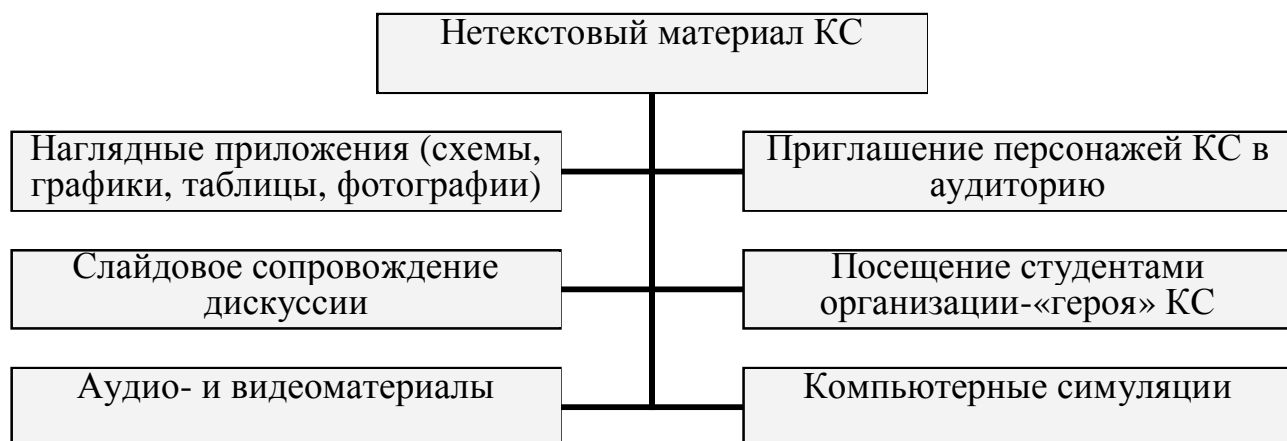 Нетекстовый материал КС
Наглядные приложения (схемы,
графики, таблицы, фотографии)
Приглашение персонажей КС в
аудиторию
Слайдовое сопровождение
дискуссии
Посещение студентами
организации-«героя» КС
Аудио- и видеоматериалы
Компьютерные симуляции